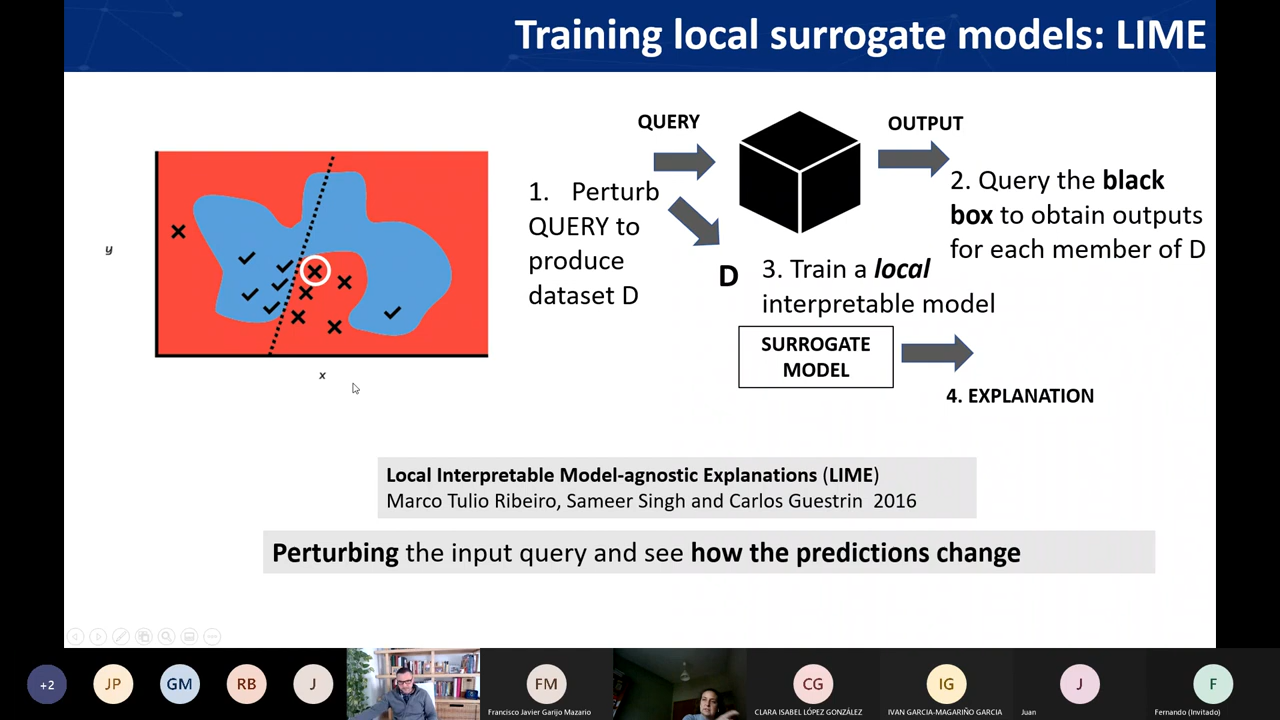 Training local surrogate models: LIME
y
x
QUERY
OUTPUT
1. Perturb
QUERY to
produce
dataset D
2. Query the black
box to obtain outputs
for each member of D
D
3. Train a local
interpretable model
SURROGATE
MODEL
4. EXPLANATION
Local Interpretable Model-agnostic Explanations (LIME)
Marco Tulio Ribeiro, Sameer Singh and Carlos Guestrin 2016
Perturbing the input query and see how the predictions change
+2
JP
GM
RB
J
FM
CG
IG
J
F
Francisco Javier Garijo Mazario
CLARA ISABEL LÓPEZ GONZÁLEZ
IVAN GARCIA-MAGARIÑO GARCIA
Juan
Fernando (Invitado)